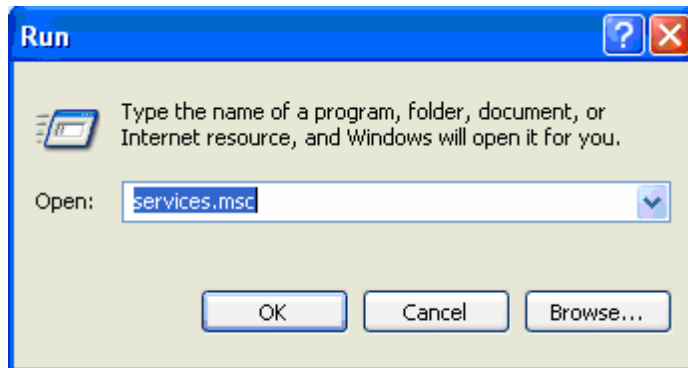 Run
Type the name of a program, folder, document, or
Internet resource, and Windows will open it for you.
Open: services.msc
OK Cancel Browse...